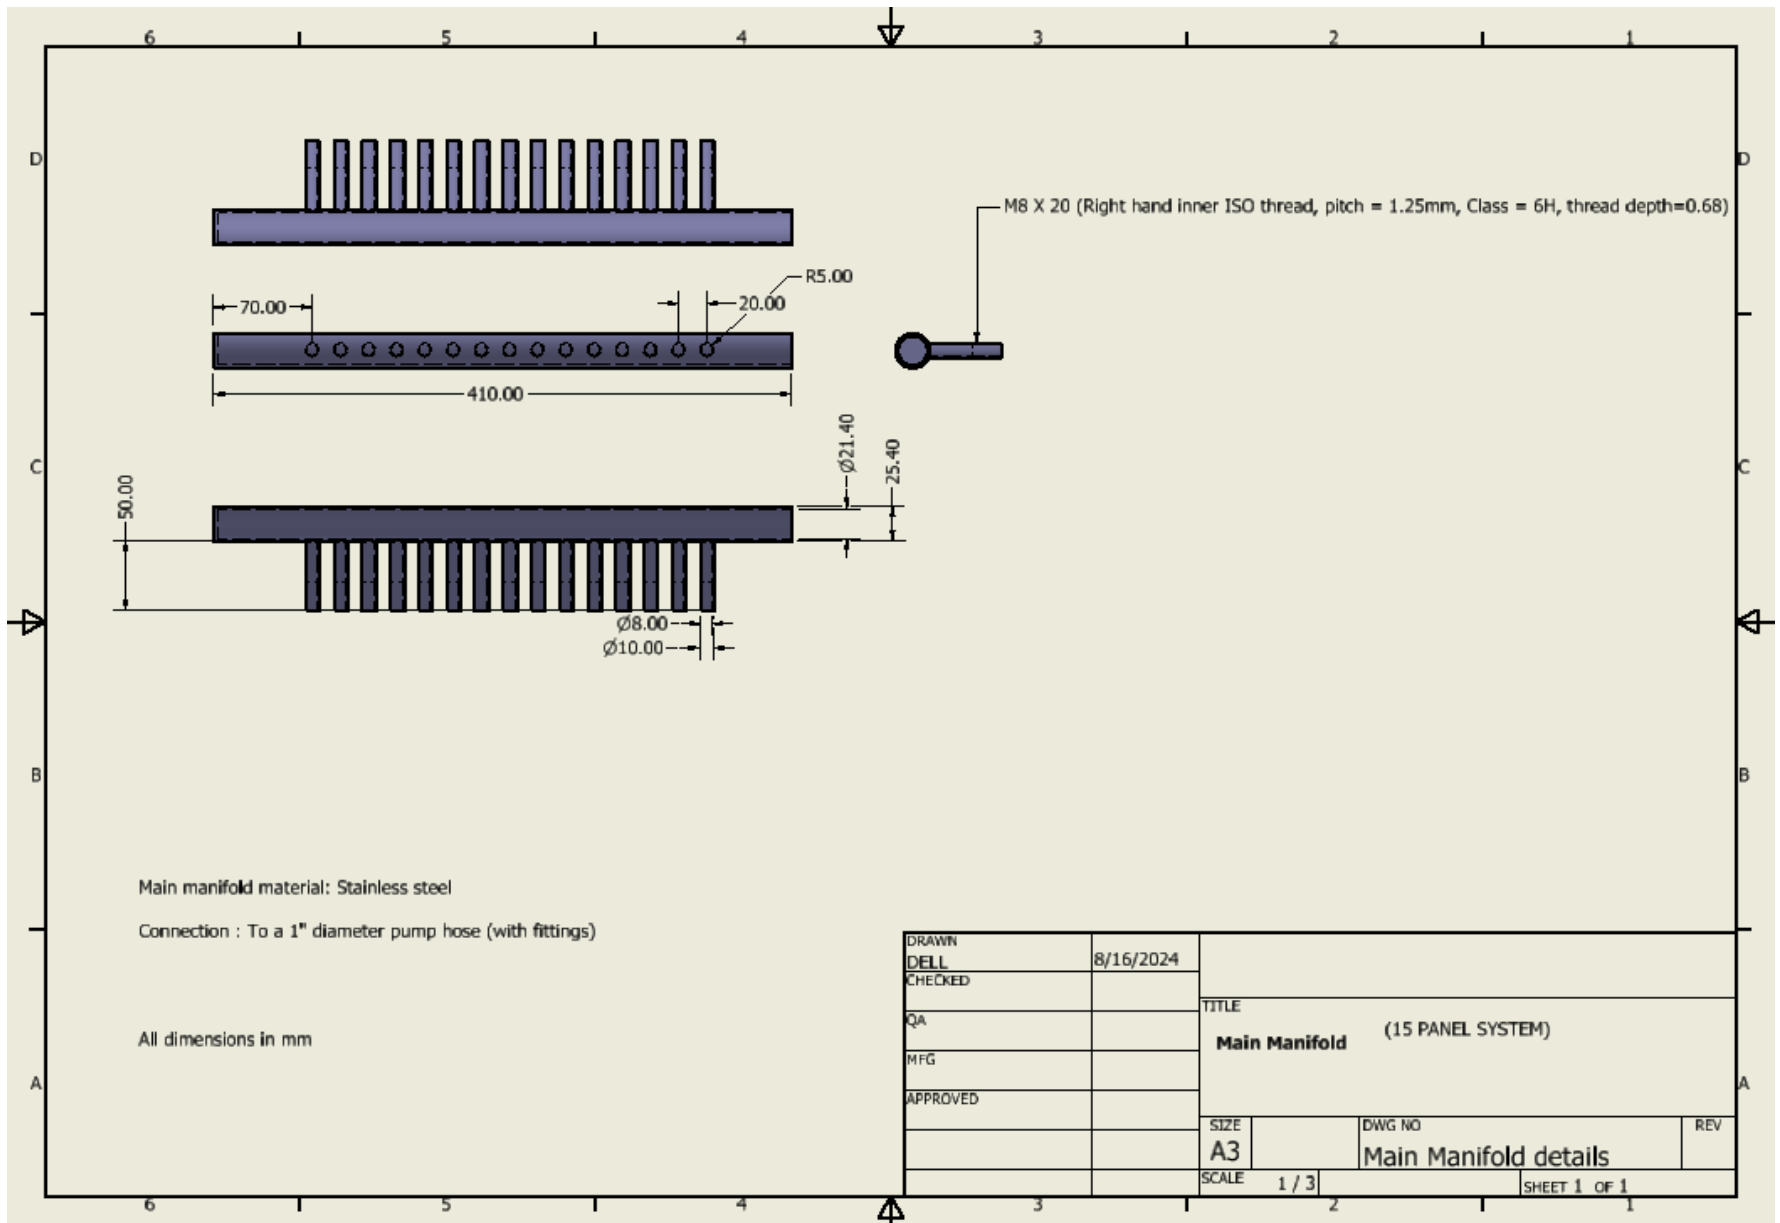 6 5 4 3 2 1
D D
M8 X 20 (Right hand inner ISO thread, pitch = 1.25mm, Class = 6H, thread depth=0.68)
R5.00
70.00
20.00
410.00
C C
Ø21.40
25.40
50.00
Ø8.00
Ø10.00
B B
Main manifold material: Stainless steel
Connection : To a 1" diameter pump hose (with fittings)
All dimensions in mm
A A
DRAWN
DELL
8/16/2024
CHECKED
QA
MFG
APPROVED
TITLE
Main Manifold
(15 PANEL SYSTEM)
SIZE
A3
DWG NO
Main Manifold details
REV
SCALE
1 / 3
SHEET 1 OF 1
6 5 4 3 2 1